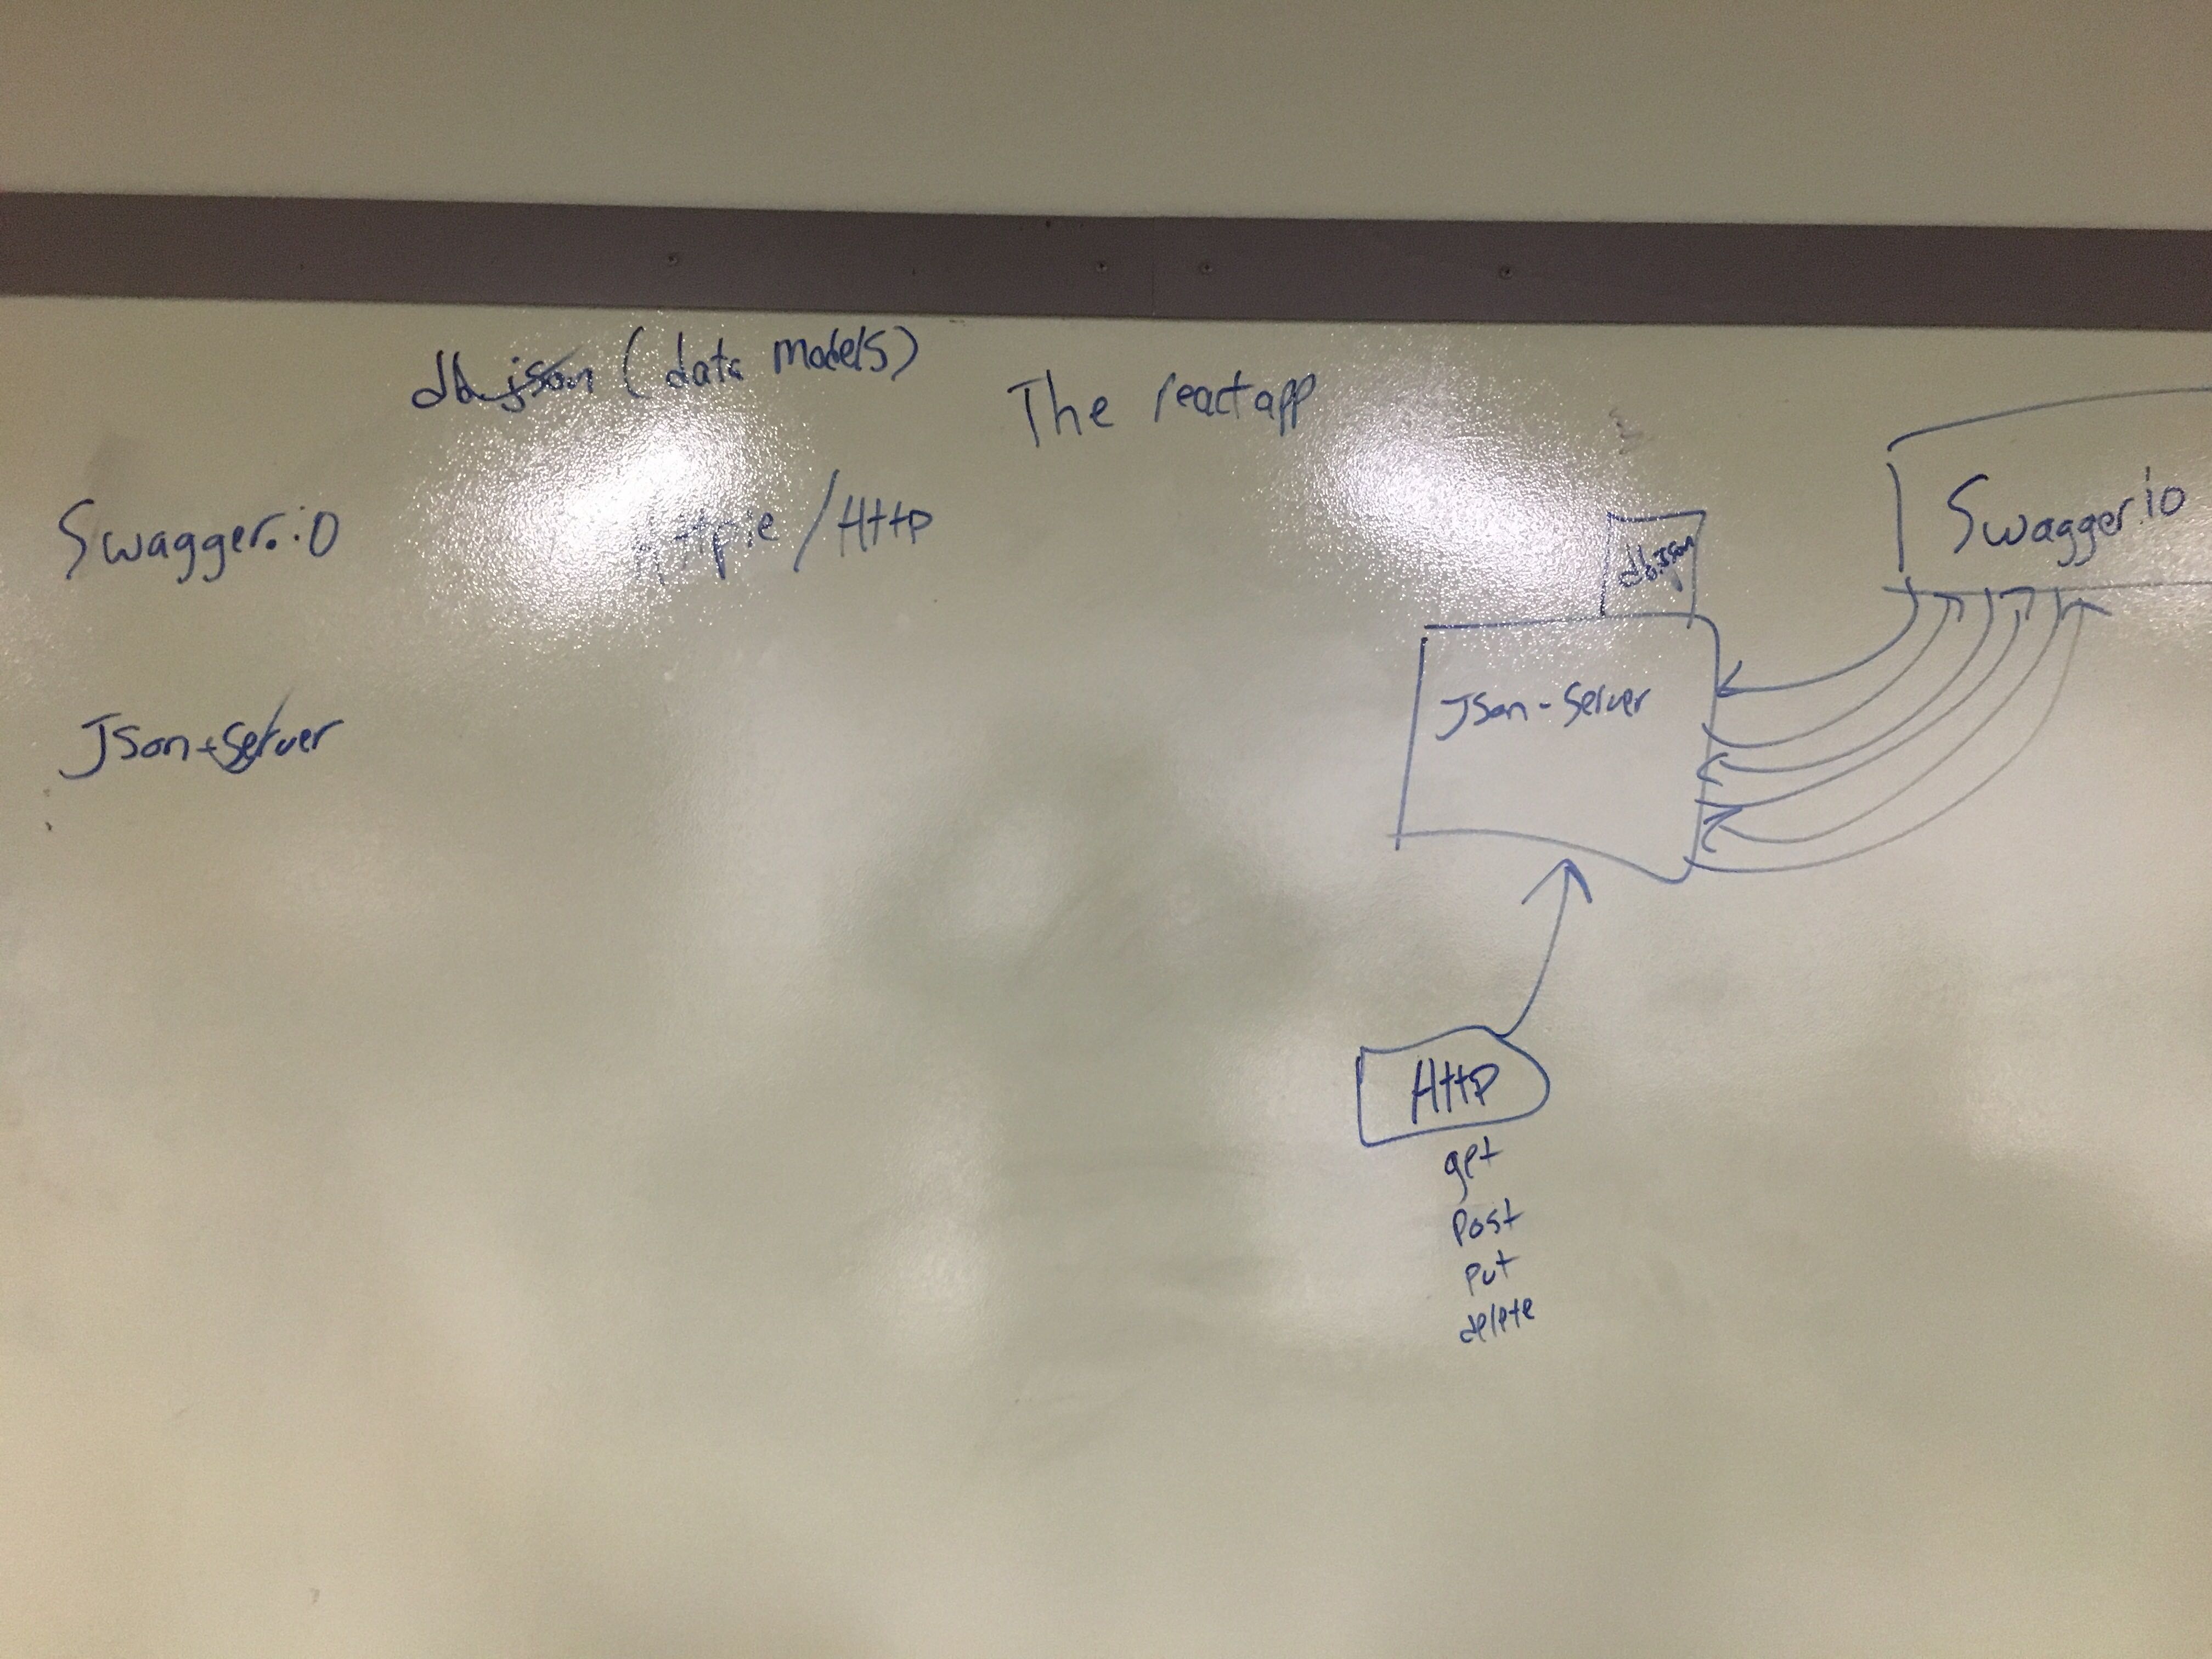 db.json (data models)
The react app
Swagger.io
Httpie / HTTP
Json-server
db.json
Swagger.io
Json-server
HTTP
get
post
put
delete